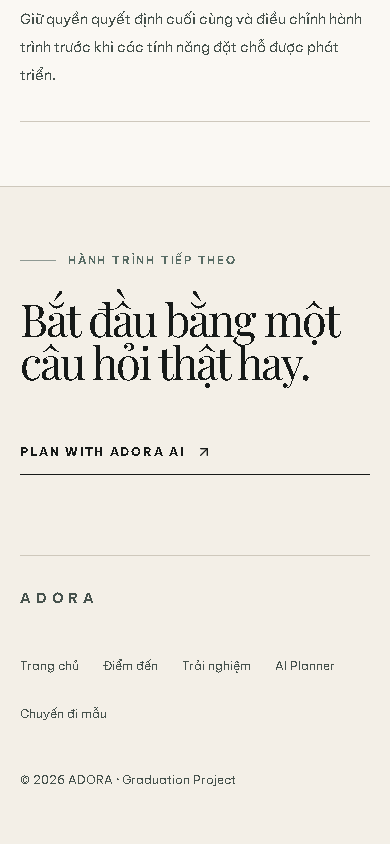 Giữ quyền quyết định cuối cùng và điều chỉnh hành
trình trước khi các tính năng đặt chỗ được phát
triển.
HÀNH TRÌNH TIẾP THEO
Bắt đầu bằng một
câu hỏi thật hay.
PLAN WITH ADORA AI
ADORA
Trang chủ Điểm đến Trải nghiệm AI Planner
Chuyến đi mẫu
© 2026 ADORA · Graduation Project